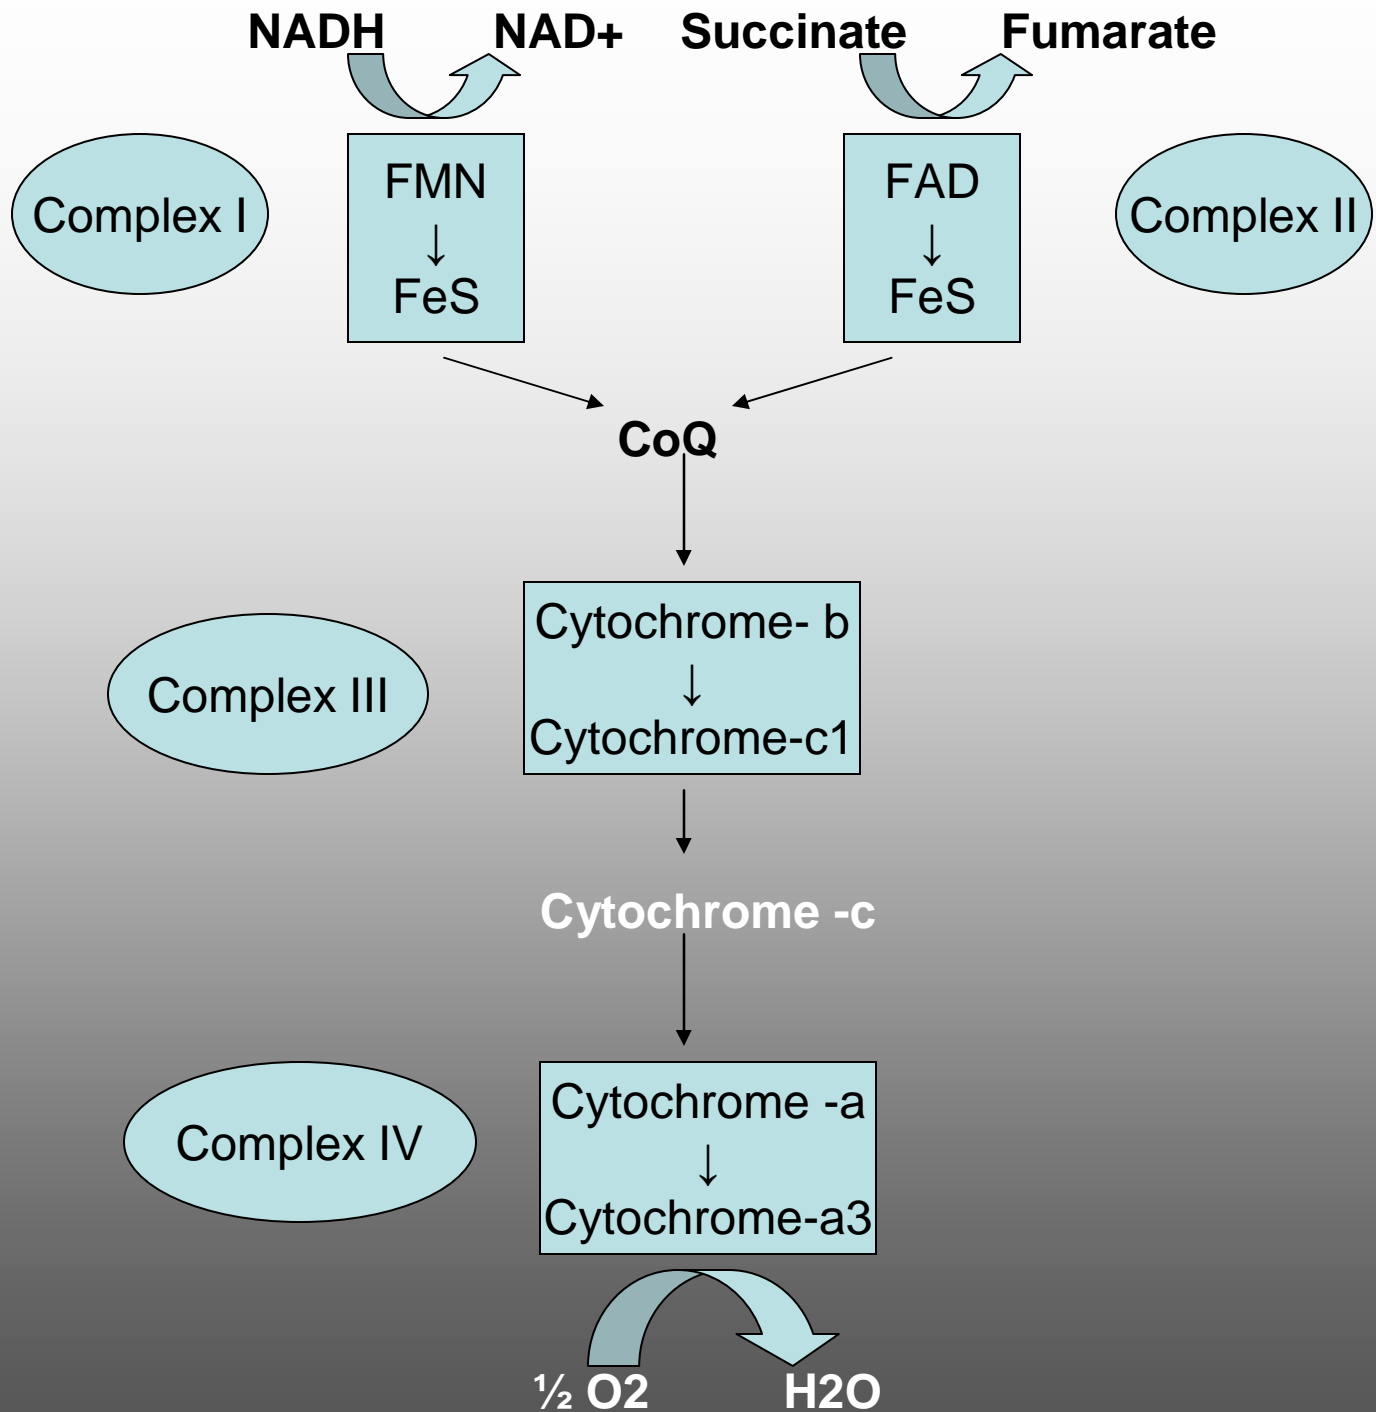 NADH NAD+ Succinate Fumarate
FMN
↓
FeS
FAD
↓
FeS
Complex I
Complex II
CoQ
Cytochrome- b
↓
Cytochrome-c1
Complex III
Cytochrome -c
Cytochrome -a
↓
Cytochrome-a3
Complex IV
½ O2 H2O